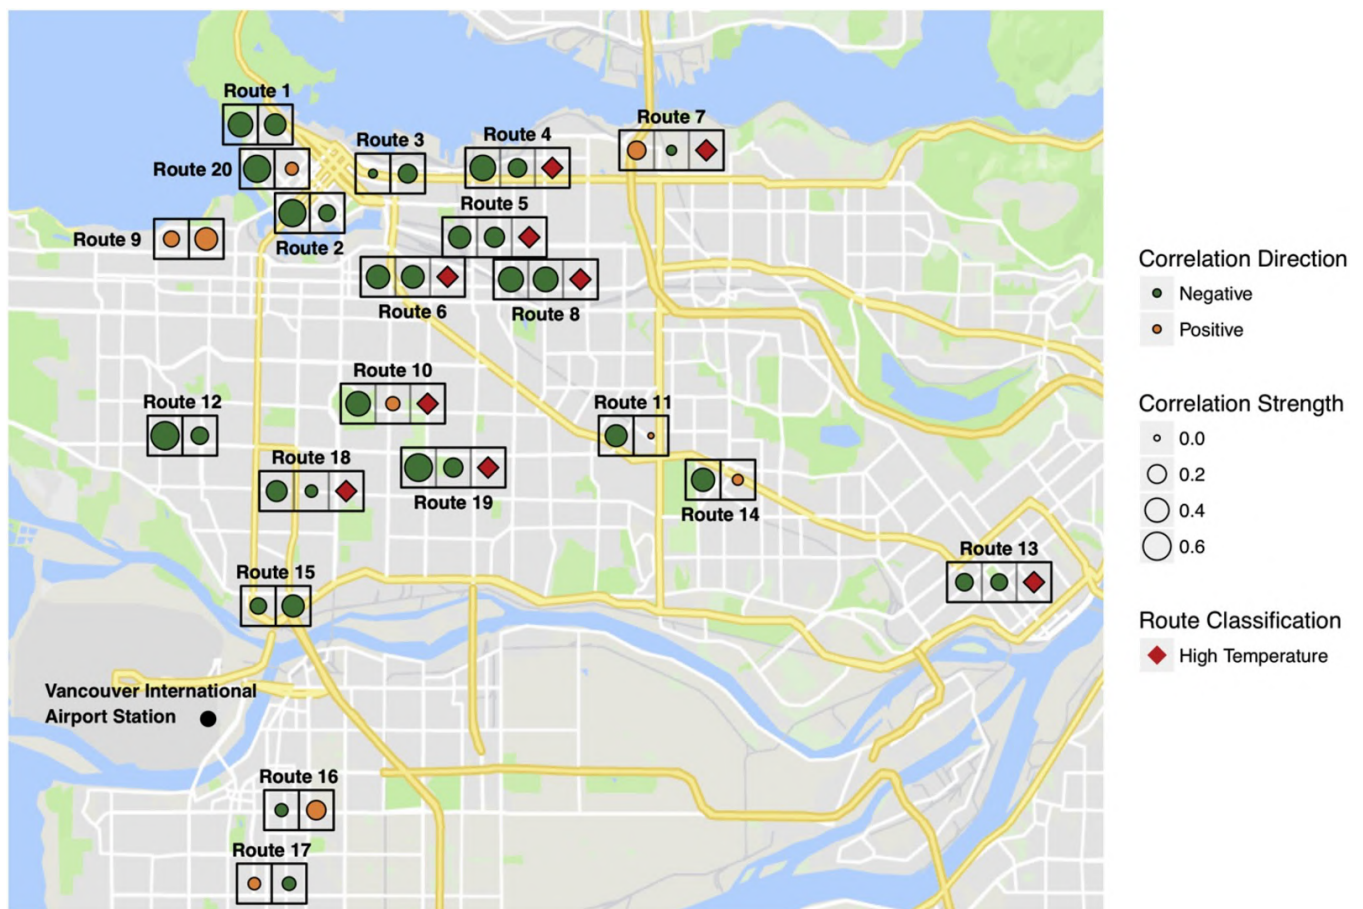 Route 1
Route 3
Route 4
Route 7
Route 20
Route 5
Route 9
Route 2
Route 6
Route 8
Route 10
Route 12
Route 11
Route 18
Route 19
Route 14
Route 13
Route 15
Vancouver International
Airport Station
Route 16
Route 17
Correlation Direction
Negative
Positive
Correlation Strength
0.0
0.2
0.4
0.6
Route Classification
High Temperature